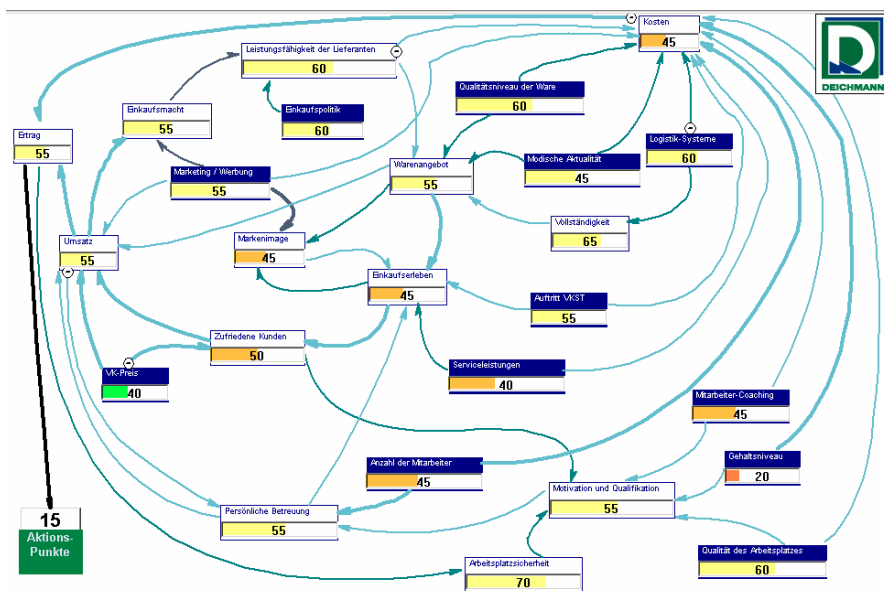 Kosten
45
Leistungsfähigkeit der Lieferanten
60
DEICHMANN
Qualitätsniveau der Ware
60
Einkaufsmacht
55
Einkaufspolitik
60
Ertrag
55
Logistik-Systeme
60
Modische Aktualität
45
Warenangebot
55
Marketing / Werbung
55
Vollständigkeit
65
Umsatz
55
Markenimage
45
Einkaufserleben
45
Auftritt VKST
55
Zufriedene Kunden
50
VK-Preis
40
Serviceleistungen
40
Mitarbeiter-Coaching
45
Gehaltsniveau
20
Anzahl der Mitarbeiter
45
Motivation und Qualifikation
55
15
Aktions-
Punkte
Persönliche Betreuung
55
Qualität des Arbeitsplatzes
60
Arbeitsplatzsicherheit
70